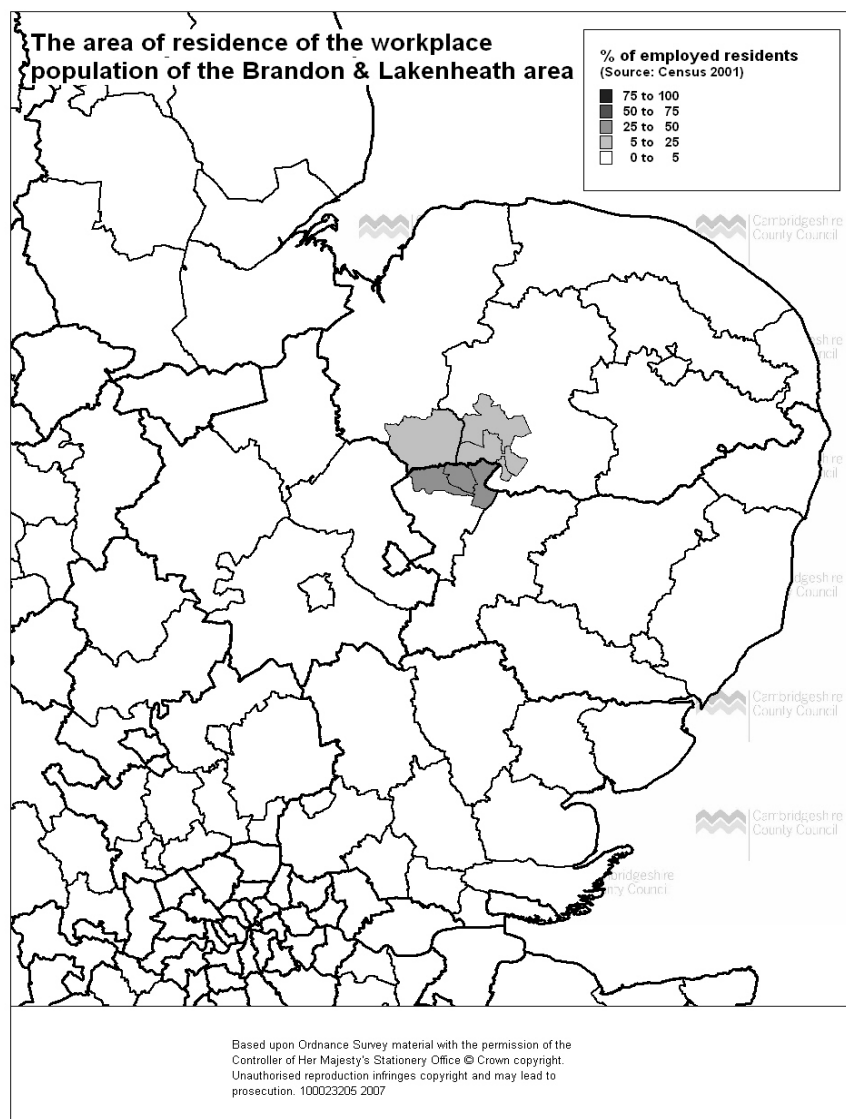 The area of residence of the workplace
population of the Brandon & Lakenheath area
% of employed residents
(Source: Census 2001)
75 to 100
50 to 75
25 to 50
5 to 25
0 to 5
Cambridgeshire
County Council
Cambridgeshire
County Council
Cambridgeshire
County Council
Based upon Ordnance Survey material with the permission of the
Controller of Her Majesty's Stationery Office © Crown copyright.
Unauthorised reproduction infringes copyright and may lead to
prosecution. 100023205 2007